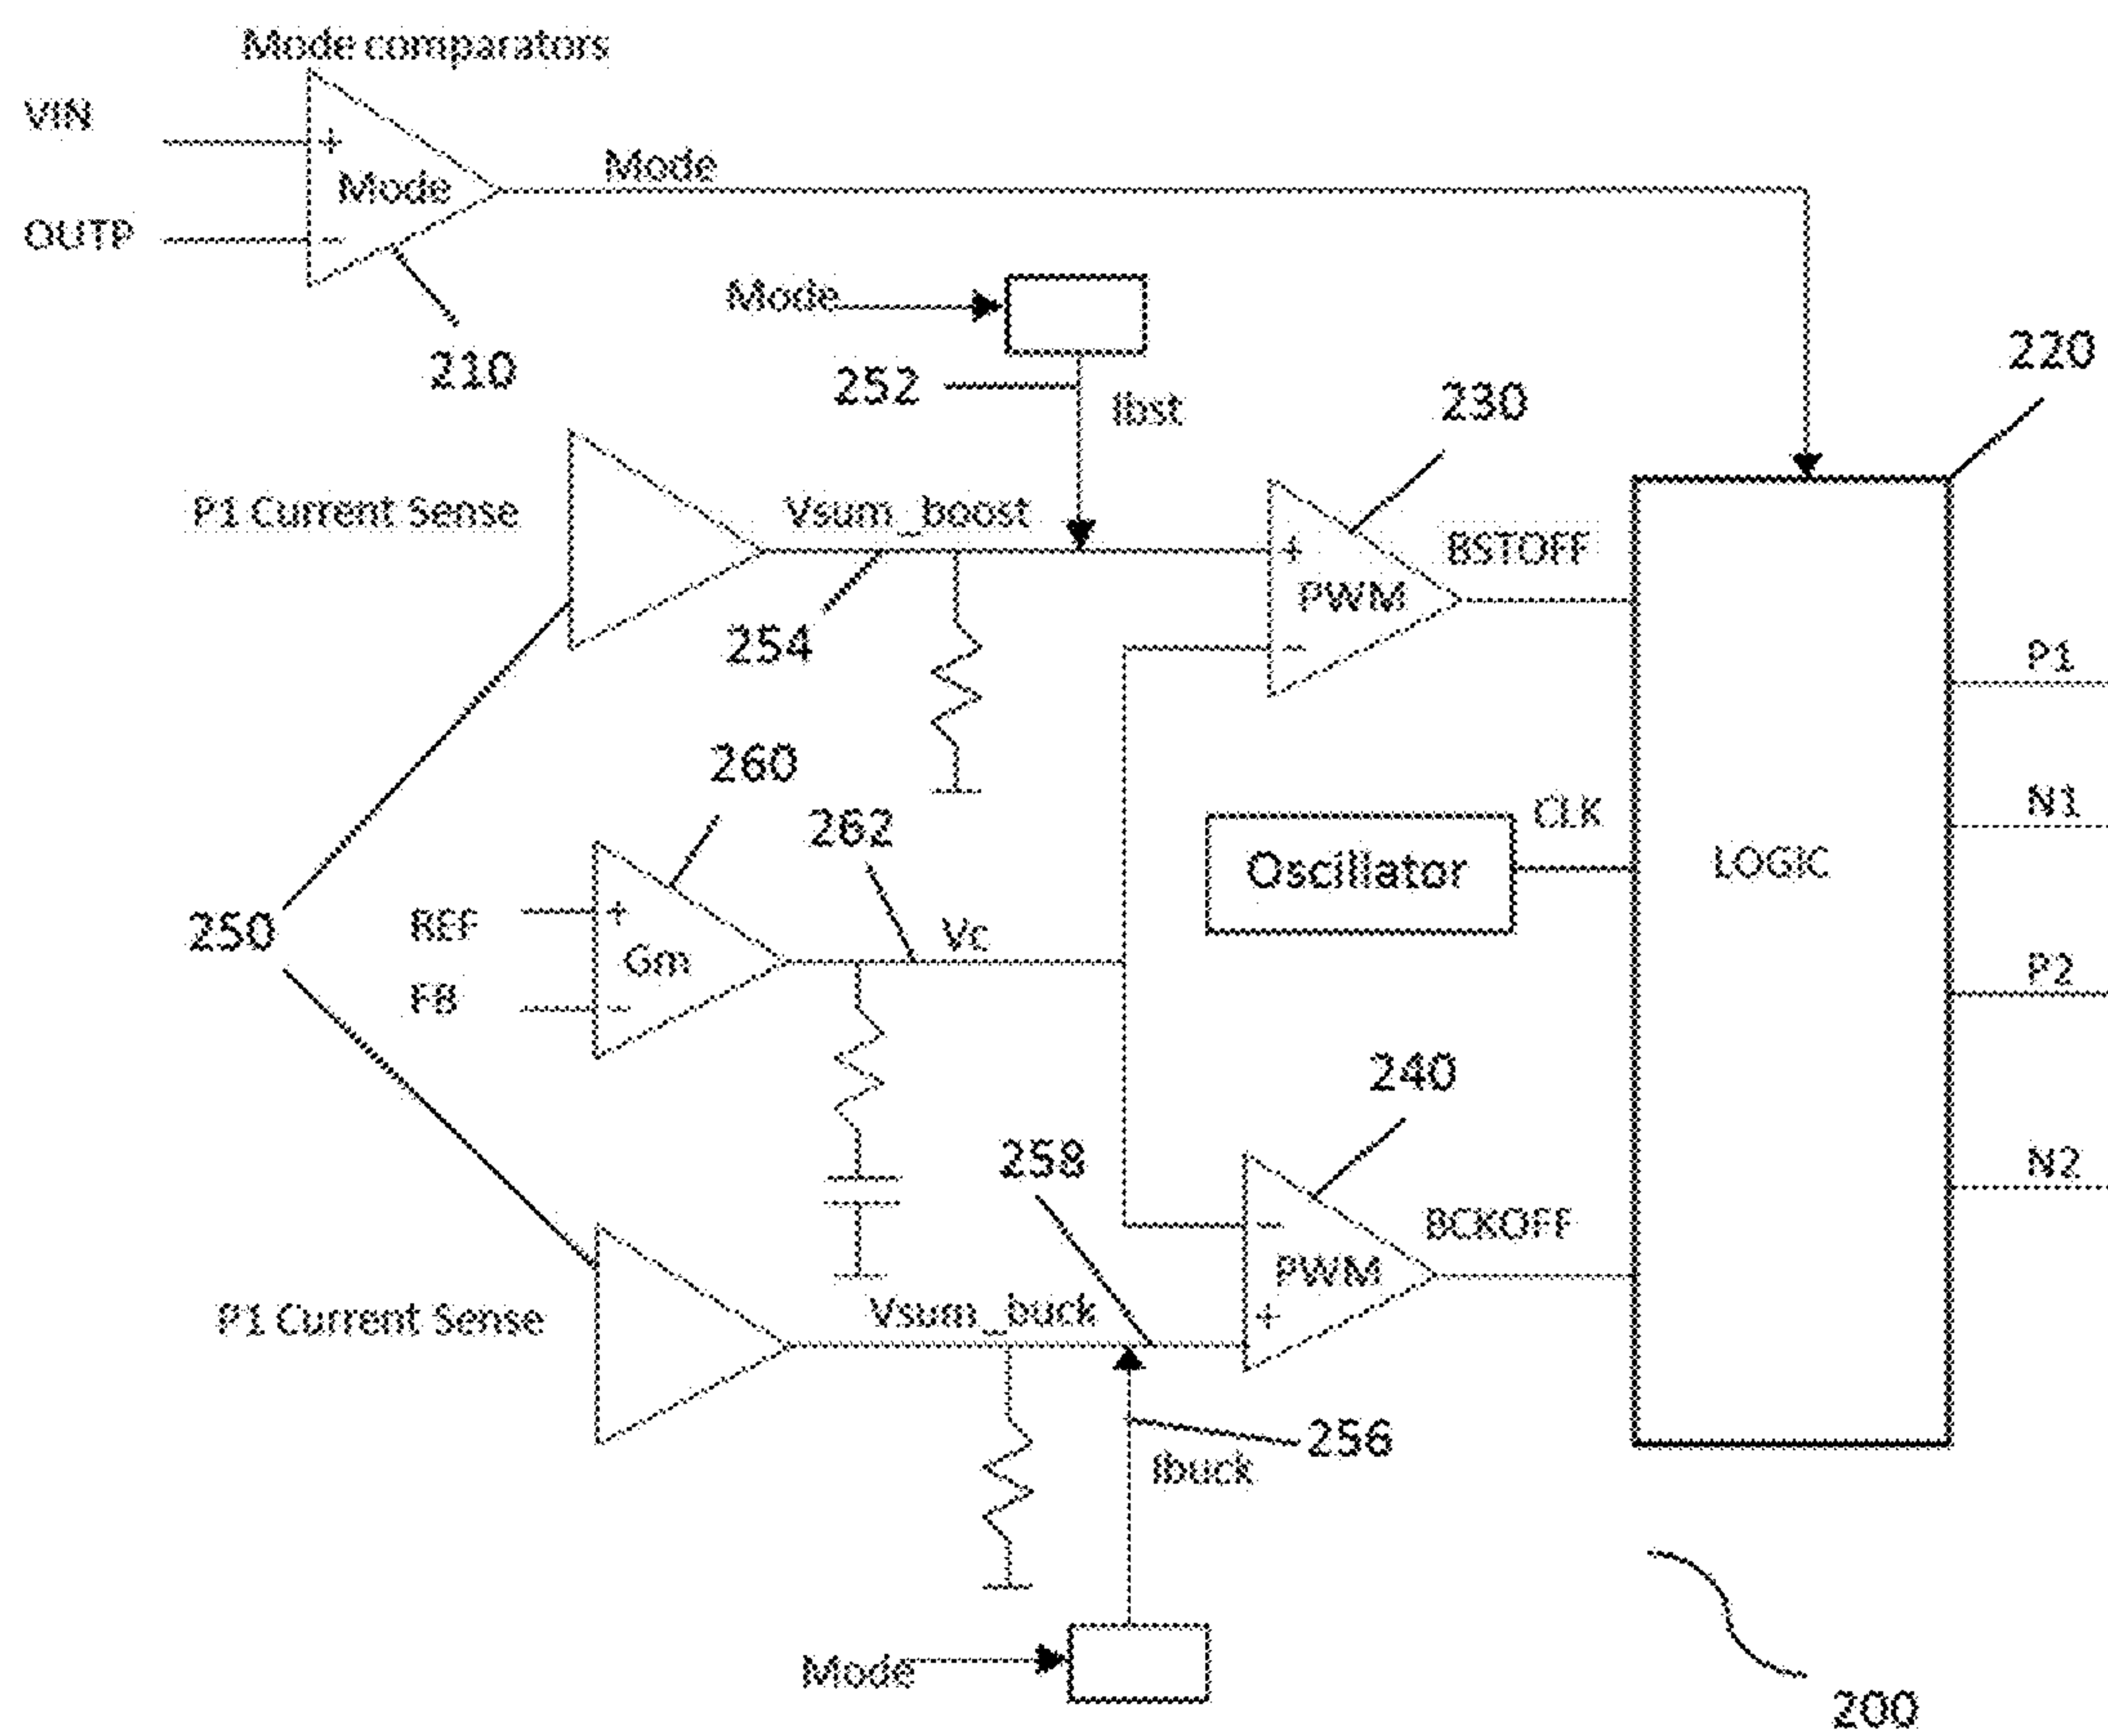 Mode comparators
VIN
+
Mode
Mode
OUTP
-
210
Mode
252
Ibst
230
220
P1 Current Sense
Vsum_boost
254
+
PWM
-
BSTOFF
P1
260
262
CLK
N1
Oscillator
LOGIC
250
REF
+
Gm
Vc
FB
-
P2
240
258
N2
-
PWM
+
BCKOFF
P1 Current Sense
Vsum_buck
256
Ibuck
Mode
200